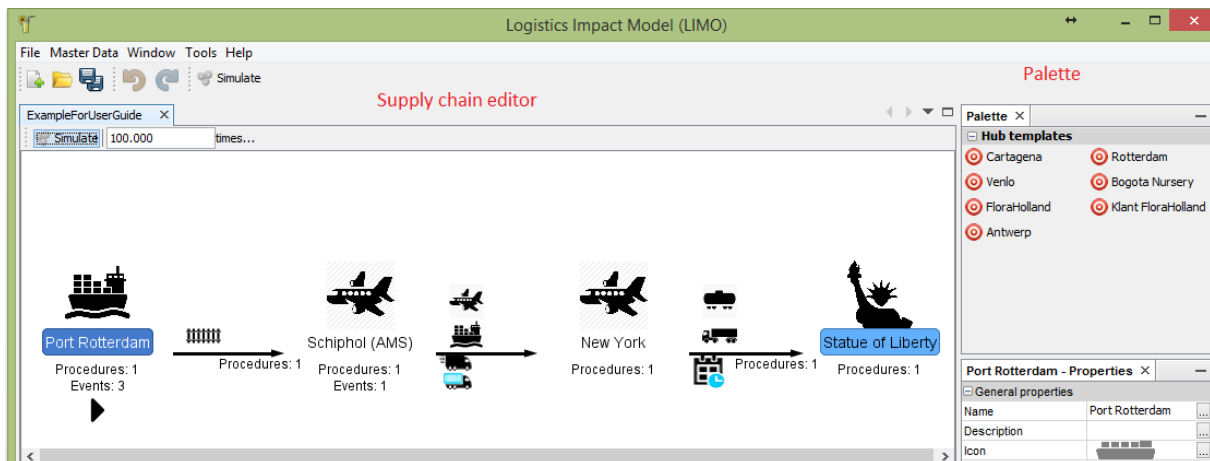 Logistics Impact Model (LIMO)
File Master Data Window Tools Help
Simulate
Supply chain editor
Palette
ExampleForUserGuide
Simulate 100.000 times...
Port Rotterdam
Procedures: 1
Events: 3
Procedures: 1
Schiphol (AMS)
Procedures: 1
Events: 1
New York
Procedures: 1
Procedures: 1
Statue of Liberty
Procedures: 1
Palette
Hub templates
Cartagena Rotterdam
Venlo Bogota Nursery
FloraHolland Klant FloraHolland
Antwerp
Port Rotterdam - Properties
General properties
Name Port Rotterdam ...
Description ...
Icon ...